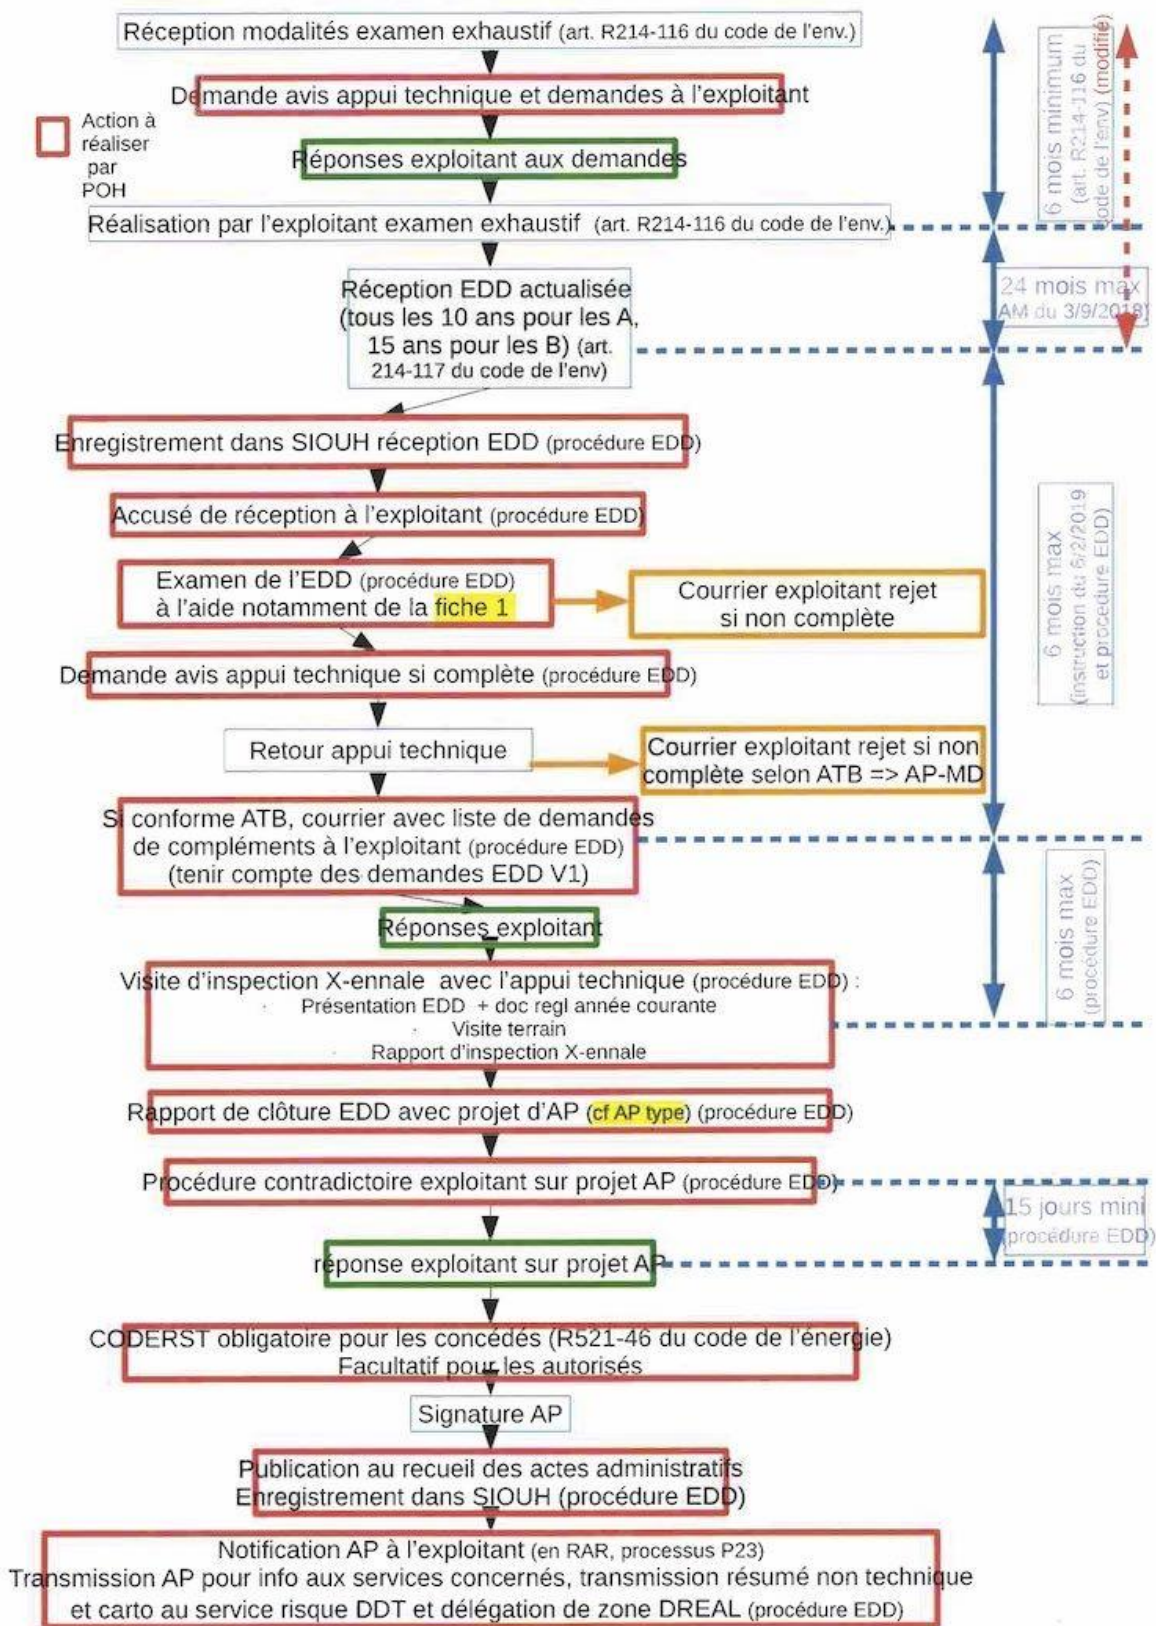 Réception modalités examen exhaustif (art. R214-116 du code de l'env.)
Demande avis appui technique et demandes à l'exploitant
Action à
réaliser
par
POH
Réponses exploitant aux demandes
Réalisation par l'exploitant examen exhaustif (art. R214-116 du code de l'env.)
6 mois minimum
(art. R214-116 du
code de l'env) (modifié)
Réception EDD actualisée
(tous les 10 ans pour les A,
15 ans pour les B) (art.
214-117 du code de l'env)
24 mois max
AM du 3/9/2018)
Enregistrement dans SIOUH réception EDD (procédure EDD)
Accusé de réception à l'exploitant (procédure EDD)
Examen de l'EDD (procédure EDD)
à l'aide notamment de la fiche 1
Courrier exploitant rejet
si non complète
Demande avis appui technique si complète (procédure EDD)
6 mois max
(instruction du 6/2/2019
et procédure EDD)
Retour appui technique
Courrier exploitant rejet si non
complète selon ATB => AP-MD
Si conforme ATB, courrier avec liste de demandes
de compléments à l'exploitant (procédure EDD)
(tenir compte des demandes EDD V1)
Réponses exploitant
Visite d'inspection X-ennale avec l'appui technique (procédure EDD) :
· Présentation EDD + doc regl année courante
· Visite terrain
· Rapport d'inspection X-ennale
6 mois max
(procédure EDD)
Rapport de clôture EDD avec projet d'AP (cf AP type) (procédure EDD)
Procédure contradictoire exploitant sur projet AP (procédure EDD)
15 jours mini
(procédure EDD)
réponse exploitant sur projet AP
CODERST obligatoire pour les concédés (R521-46 du code de l'énergie)
Facultatif pour les autorisés
Signature AP
Publication au recueil des actes administratifs
Enregistrement dans SIOUH (procédure EDD)
Notification AP à l'exploitant (en RAR, processus P23)
Transmission AP pour info aux services concernés, transmission résumé non technique
et carto au service risque DDT et délégation de zone DREAL (procédure EDD)